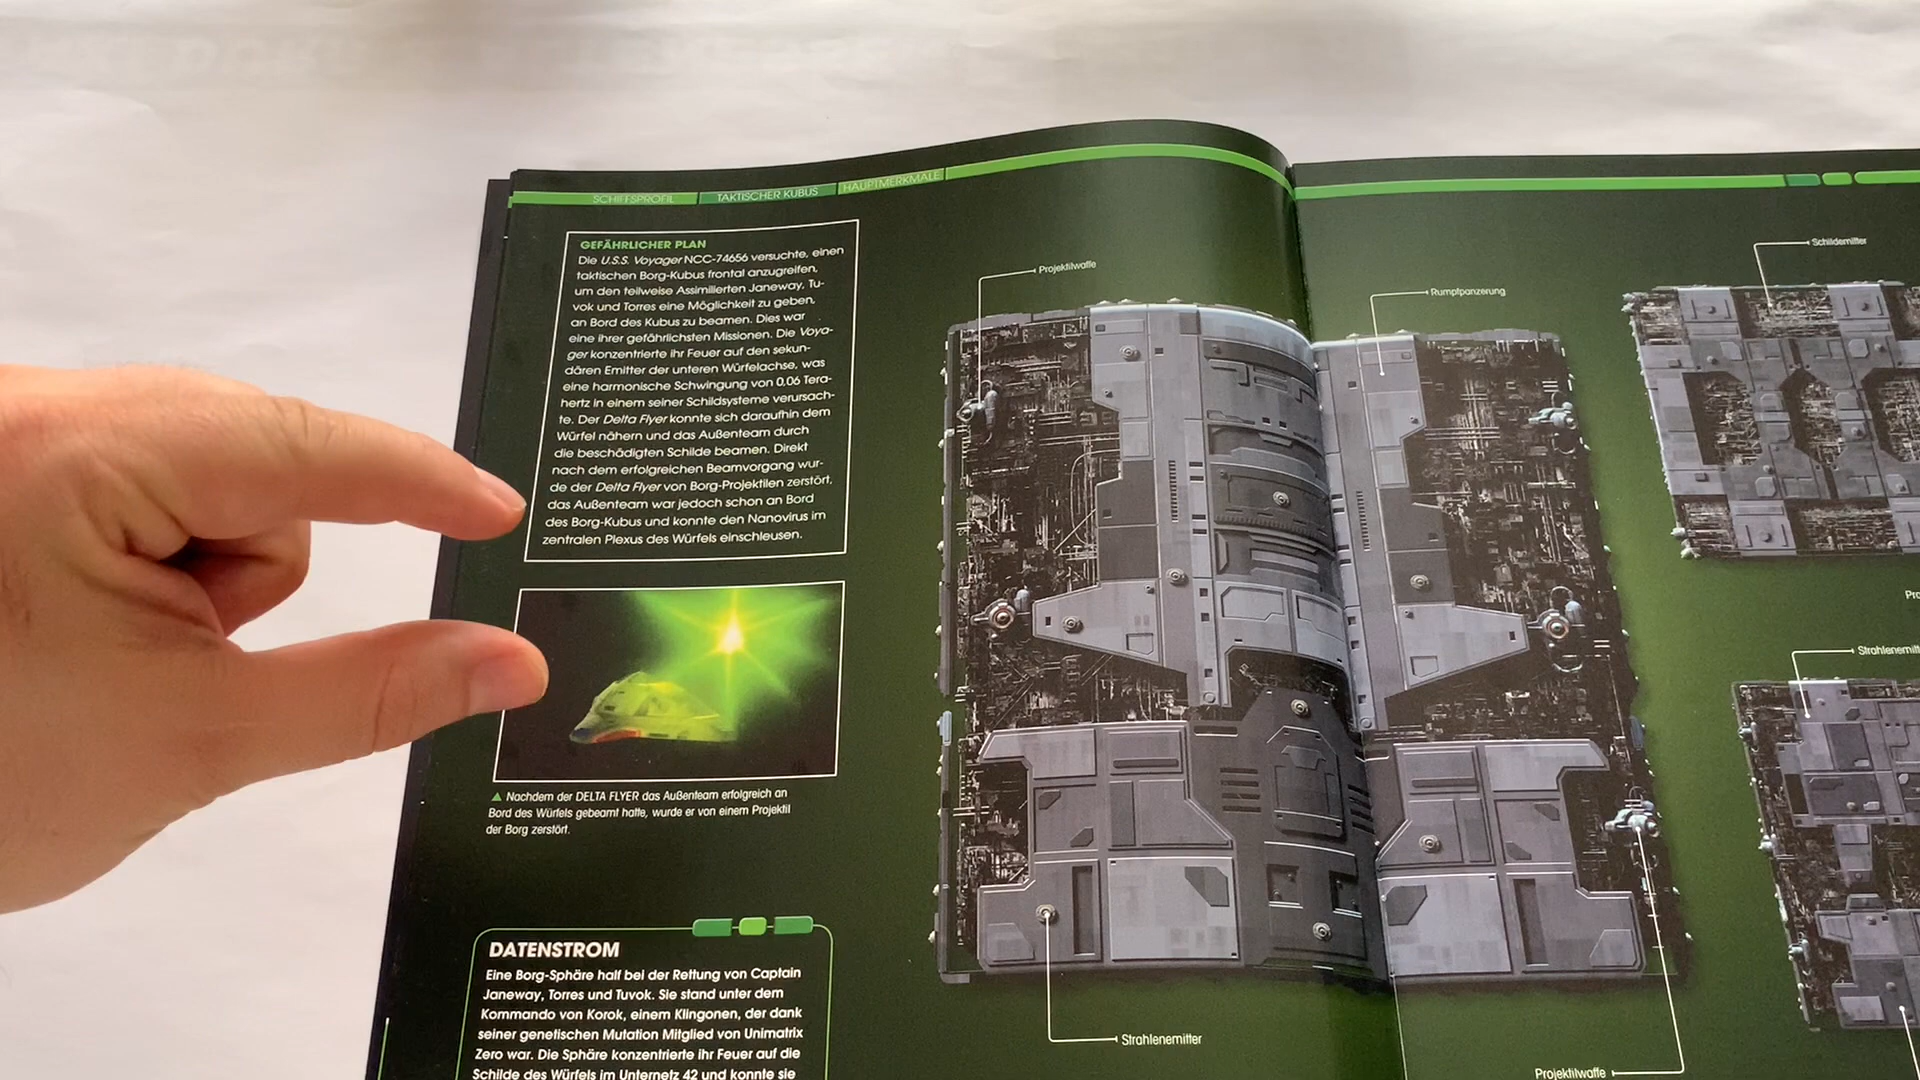 SCHIFFSPROFIL
TAKTISCHER KUBUS
HAUPTMERKMALE
GEFÄHRLICHER PLAN
Die U.S.S. Voyager NCC-74656 versuchte, einen
taktischen Borg-Kubus frontal anzugreifen,
um den teilweise Assimilierten Janeway, Tu-
vok und Torres eine Möglichkeit zu geben,
an Bord des Kubus zu beamen. Dies war
eine ihrer gefährlichsten Missionen. Die Voya-
ger konzentrierte ihr Feuer auf den sekun-
dären Emitter der unteren Würfelachse, was
eine harmonische Schwingung von 0,06 Tera-
hertz in einem seiner Schildsysteme verursach-
te. Der Delta Flyer konnte sich daraufhin dem
Würfel nähern und das Außenteam durch
die beschädigten Schilde beamen. Direkt
nach dem erfolgreichen Beamvorgang wur-
de der Delta Flyer von Borg-Projektilen zerstört,
das Außenteam war jedoch schon an Bord
des Borg-Kubus und konnte den Nanovirus im
zentralen Plexus des Würfels einschleusen.
▲ Nachdem der DELTA FLYER das Außenteam erfolgreich an
Bord des Würfels gebeamt hatte, wurde er von einem Projektil
der Borg zerstört.
DATENSTROM
Eine Borg-Sphäre half bei der Rettung von Captain
Janeway, Torres und Tuvok. Sie stand unter dem
Kommando von Korok, einem Klingonen, der dank
seiner genetischen Mutation Mitglied von Unimatrix
Zero war. Die Sphäre konzentrierte ihr Feuer auf die
Schilde des Würfels im Unternetz 42 und konnte sie
Projektilwaffe
Rumpfpanzerung
Schildemitter
Strahlenemitter
Projektilwaffe